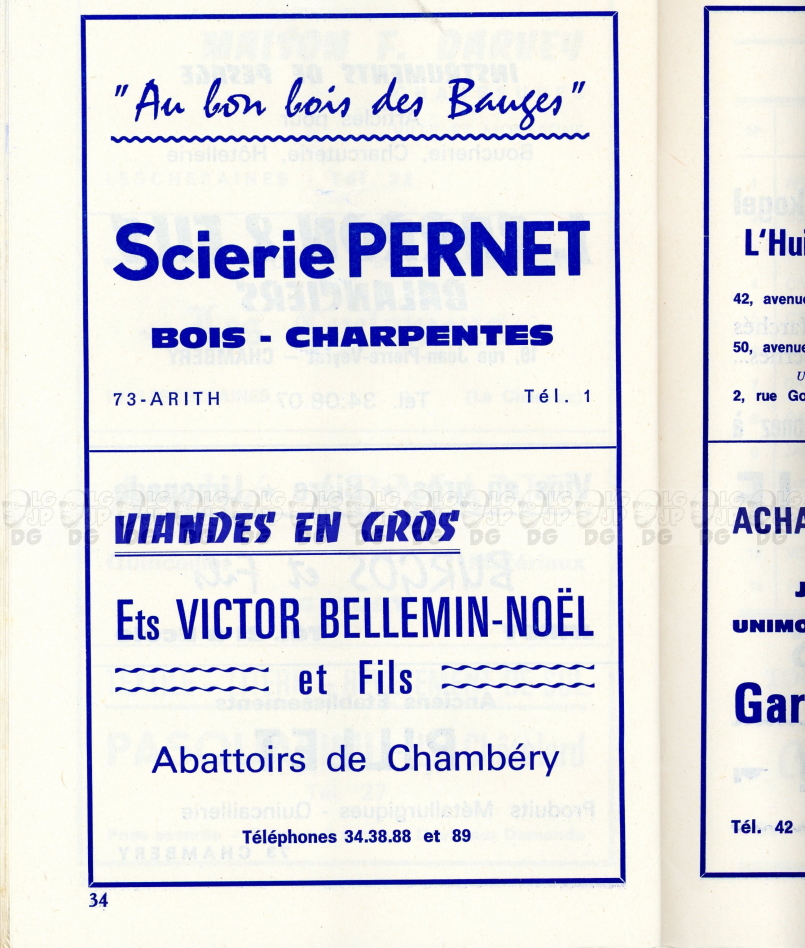 "Au bon bois des Bauges"
Scierie PERNET
BOIS - CHARPENTES
73-ARITH Tél. 1
VIANDES EN GROS
Ets VICTOR BELLEMIN-NOËL
et Fils
Abattoirs de Chambéry
Téléphones 34.38.88 et 89
34
L'Hui
42, avenue
50, avenue
2, rue Go
ACHA
UNIMO
Gar
Tél. 42